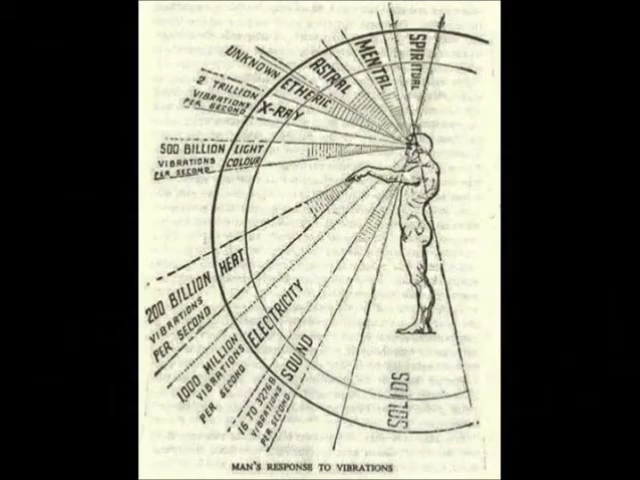 SPIRITUAL
MENTAL
ASTRAL
UNKNOWN ETHERIC
2 TRILLION
VIBRATIONS
PER SECOND
X-RAY
500 BILLION
VIBRATIONS
PER SECOND
LIGHT
COLOUR
HEAT
200 BILLION
VIBRATIONS
PER SECOND
ELECTRICITY
1000 MILLION
VIBRATIONS
PER SECOND
SOUND
16 TO 32768
VIBRATIONS
PER SECOND
SOLIDS
MAN'S RESPONSE TO VIBRATIONS